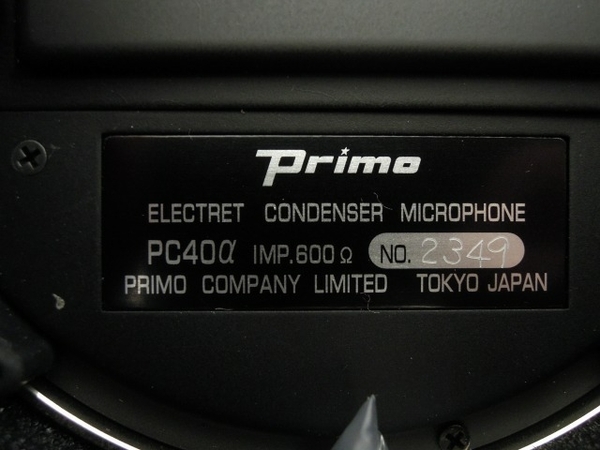 Primo
ELECTRET CONDENSER MICROPHONE
PC40α IMP.600Ω NO. 2349
PRIMO COMPANY LIMITED TOKYO JAPAN